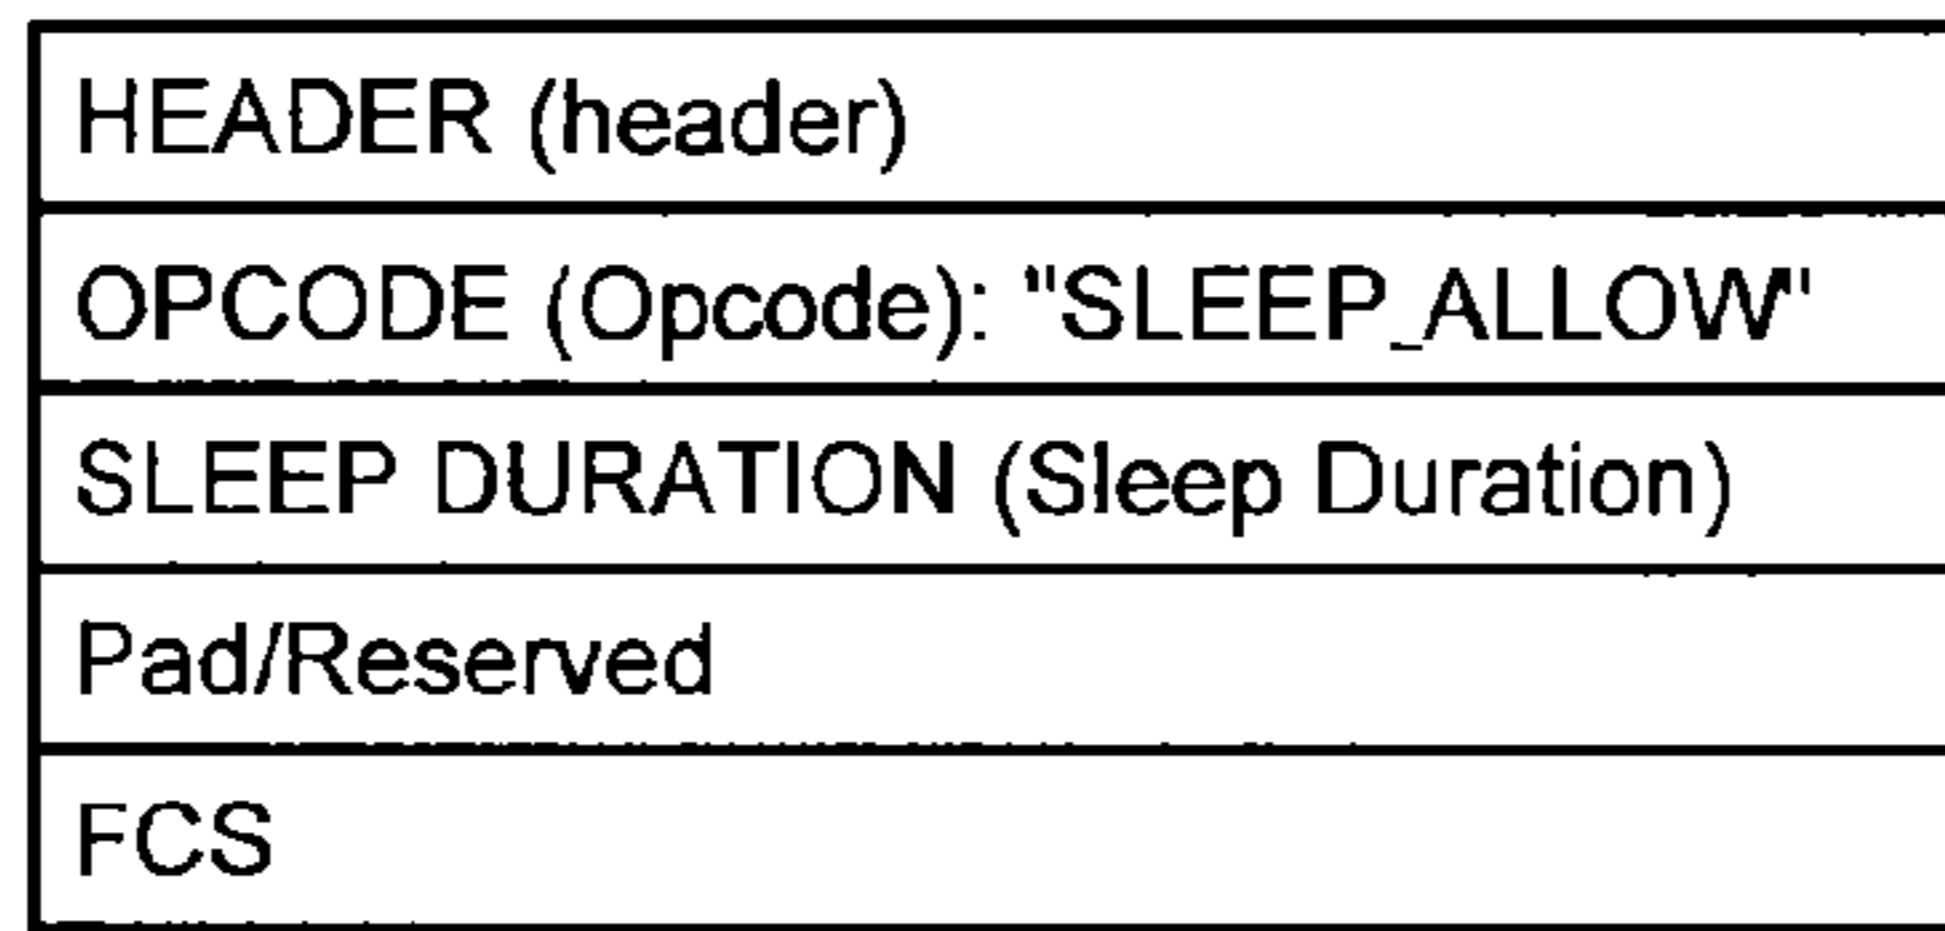 HEADER (header)
OPCODE (Opcode): "SLEEP_ALLOW"
SLEEP DURATION (Sleep Duration)
Pad/Reserved
FCS